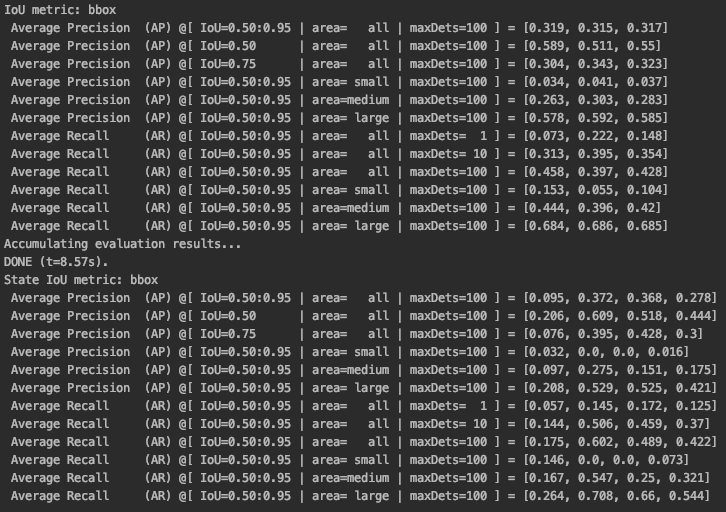 IoU metric: bbox
 Average Precision  (AP) @[ IoU=0.50:0.95 | area=   all | maxDets=100 ] = [0.319, 0.315, 0.317]
 Average Precision  (AP) @[ IoU=0.50      | area=   all | maxDets=100 ] = [0.589, 0.511, 0.55]
 Average Precision  (AP) @[ IoU=0.75      | area=   all | maxDets=100 ] = [0.304, 0.343, 0.323]
 Average Precision  (AP) @[ IoU=0.50:0.95 | area= small | maxDets=100 ] = [0.034, 0.041, 0.037]
 Average Precision  (AP) @[ IoU=0.50:0.95 | area=medium | maxDets=100 ] = [0.263, 0.303, 0.283]
 Average Precision  (AP) @[ IoU=0.50:0.95 | area= large | maxDets=100 ] = [0.578, 0.592, 0.585]
 Average Recall     (AR) @[ IoU=0.50:0.95 | area=   all | maxDets=  1 ] = [0.073, 0.222, 0.148]
 Average Recall     (AR) @[ IoU=0.50:0.95 | area=   all | maxDets= 10 ] = [0.313, 0.395, 0.354]
 Average Recall     (AR) @[ IoU=0.50:0.95 | area=   all | maxDets=100 ] = [0.458, 0.397, 0.428]
 Average Recall     (AR) @[ IoU=0.50:0.95 | area= small | maxDets=100 ] = [0.153, 0.055, 0.104]
 Average Recall     (AR) @[ IoU=0.50:0.95 | area=medium | maxDets=100 ] = [0.444, 0.396, 0.42]
 Average Recall     (AR) @[ IoU=0.50:0.95 | area= large | maxDets=100 ] = [0.684, 0.686, 0.685]
Accumulating evaluation results...
DONE (t=8.57s).
State IoU metric: bbox
 Average Precision  (AP) @[ IoU=0.50:0.95 | area=   all | maxDets=100 ] = [0.095, 0.372, 0.368, 0.278]
 Average Precision  (AP) @[ IoU=0.50      | area=   all | maxDets=100 ] = [0.206, 0.609, 0.518, 0.444]
 Average Precision  (AP) @[ IoU=0.75      | area=   all | maxDets=100 ] = [0.076, 0.395, 0.428, 0.3]
 Average Precision  (AP) @[ IoU=0.50:0.95 | area= small | maxDets=100 ] = [0.032, 0.0, 0.0, 0.016]
 Average Precision  (AP) @[ IoU=0.50:0.95 | area=medium | maxDets=100 ] = [0.097, 0.275, 0.151, 0.175]
 Average Precision  (AP) @[ IoU=0.50:0.95 | area= large | maxDets=100 ] = [0.208, 0.529, 0.525, 0.421]
 Average Recall     (AR) @[ IoU=0.50:0.95 | area=   all | maxDets=  1 ] = [0.057, 0.145, 0.172, 0.125]
 Average Recall     (AR) @[ IoU=0.50:0.95 | area=   all | maxDets= 10 ] = [0.144, 0.506, 0.459, 0.37]
 Average Recall     (AR) @[ IoU=0.50:0.95 | area=   all | maxDets=100 ] = [0.175, 0.602, 0.489, 0.422]
 Average Recall     (AR) @[ IoU=0.50:0.95 | area= small | maxDets=100 ] = [0.146, 0.0, 0.0, 0.073]
 Average Recall     (AR) @[ IoU=0.50:0.95 | area=medium | maxDets=100 ] = [0.167, 0.547, 0.25, 0.321]
 Average Recall     (AR) @[ IoU=0.50:0.95 | area= large | maxDets=100 ] = [0.264, 0.708, 0.66, 0.544]